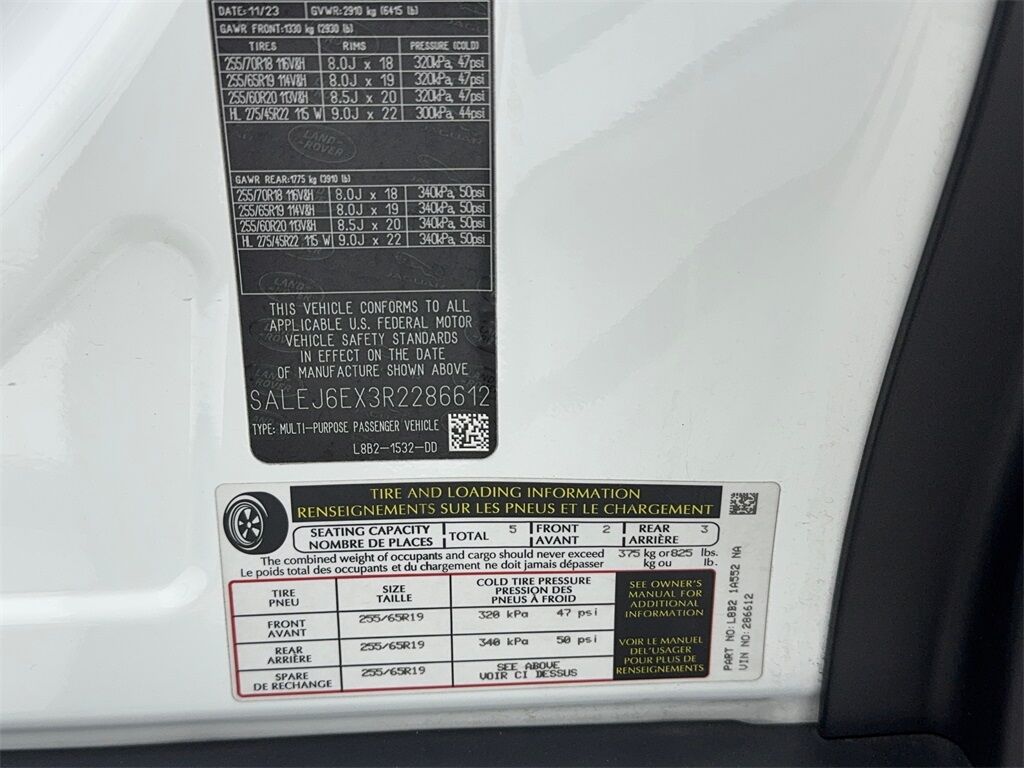 DATE: 11/23 GVWR: 2910 kg (6415 lb)
GAWR FRONT: 1330 kg (2930 lb)
TIRES RIMS PRESSURE (COLD)
255/70R18 116V&H 8.0J x 18 320kPa, 47psi
255/65R19 114V&H 8.0J x 19 320kPa, 47psi
255/60R20 113V&H 8.5J x 20 320kPa, 47psi
HL 275/45R22 115 W 9.0J x 22 300kPa, 44psi
LAND-
ROVER
GAWR REAR: 1775 kg (3910 lb)
255/70R18 116V&H 8.0J x 18 340kPa, 50psi
255/65R19 114V&H 8.0J x 19 340kPa, 50psi
255/60R20 113V&H 8.5J x 20 340kPa, 50psi
HL 275/45R22 115 W 9.0J x 22 340kPa, 50psi
THIS VEHICLE CONFORMS TO ALL
APPLICABLE U.S. FEDERAL MOTOR
VEHICLE SAFETY STANDARDS
IN EFFECT ON THE DATE
OF MANUFACTURE SHOWN ABOVE
SALEJ6EX3R2286612
TYPE: MULTI-PURPOSE PASSENGER VEHICLE
L8B2-1532-DD
TIRE AND LOADING INFORMATION
RENSEIGNEMENTS SUR LES PNEUS ET LE CHARGEMENT
SEATING CAPACITY
NOMBRE DE PLACES
TOTAL 5
FRONT 2
AVANT
REAR 3
ARRIÈRE
The combined weight of occupants and cargo should never exceed 375 kg or 825 lbs.
Le poids total des occupants et du chargement ne doit jamais dépasser kg ou lb.
TIRE
PNEU
SIZE
TAILLE
COLD TIRE PRESSURE
PRESSION DES
PNEUS À FROID
FRONT
AVANT
255/65R19 320 kPa 47 psi
REAR
ARRIÈRE
255/65R19 340 kPa 50 psi
SPARE
DE RECHANGE
255/65R19
SEE ABOVE
VOIR CI DESSUS
SEE OWNER'S
MANUAL FOR
ADDITIONAL
INFORMATION
VOIR LE MANUEL
DE L'USAGER
POUR PLUS DE
RENSEIGNEMENTS
PART NO: L8B2 1A552 NA
VIN NO: 286612